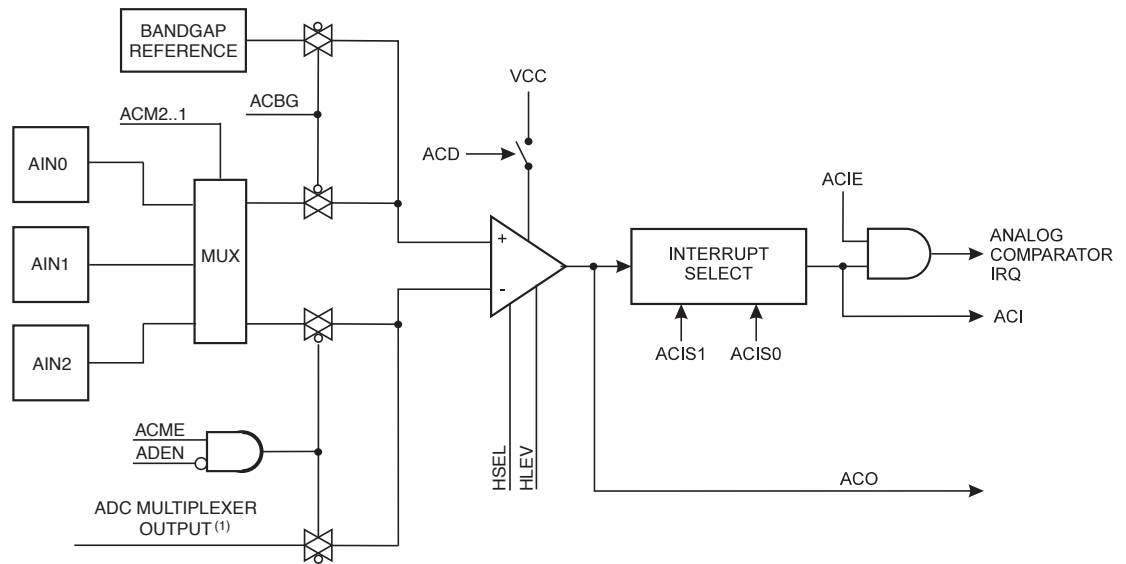 BANDGAP
REFERENCE
VCC
ACBG
ACM2..1
ACD
AIN0
ACIE
MUX
+
INTERRUPT
SELECT
ANALOG
COMPARATOR
IRQ
AIN1
-
ACI
ACIS1 ACIS0
AIN2
ACME
ADEN
HSEL
HLEV
ACO
ADC MULTIPLEXER
OUTPUT (1)